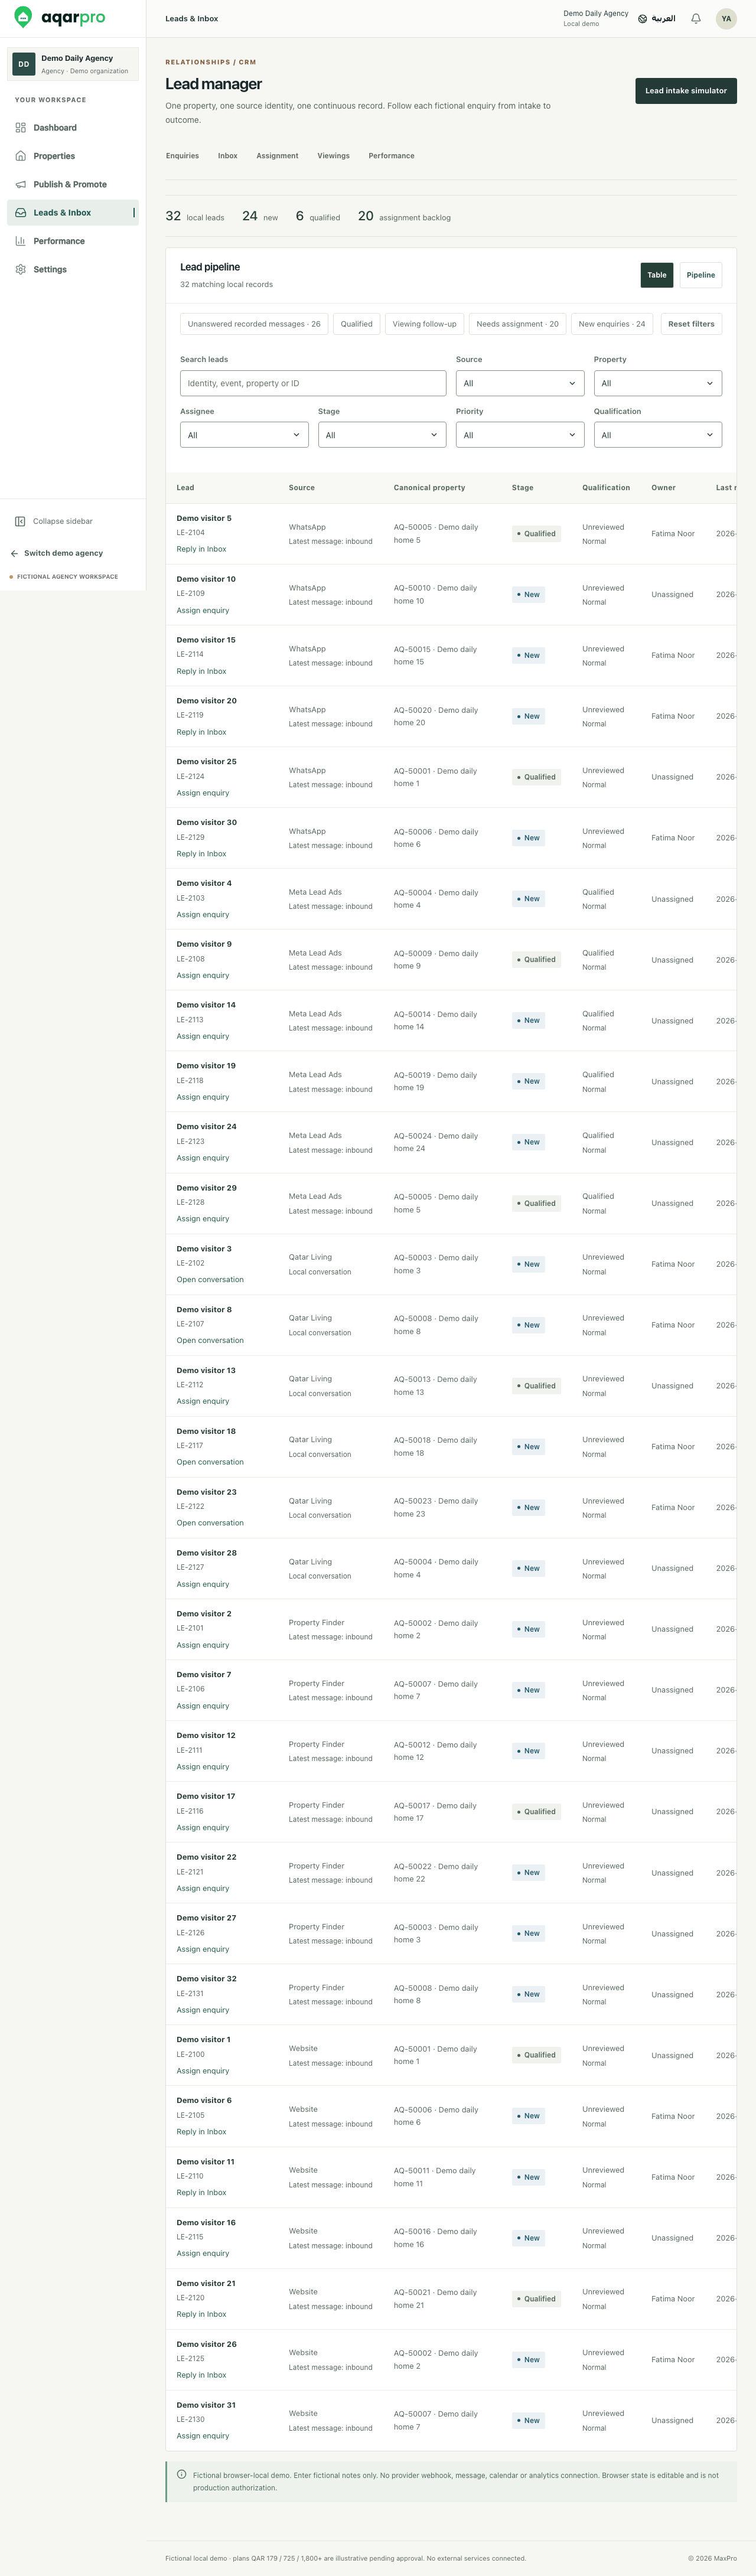 aqarpro
Leads & Inbox
Demo Daily Agency
Local demo
العربية
YA
DD
Demo Daily Agency
Agency · Demo organization
YOUR WORKSPACE
Dashboard
Properties
Publish & Promote
Leads & Inbox
Performance
Settings
Collapse sidebar
Switch demo agency
FICTIONAL AGENCY WORKSPACE
RELATIONSHIPS / CRM
Lead manager
One property, one source identity, one continuous record. Follow each fictional enquiry from intake to
outcome.
Lead intake simulator
Enquiries Inbox Assignment Viewings Performance
32 local leads 24 new 6 qualified 20 assignment backlog
Lead pipeline
32 matching local records
Table Pipeline
Unanswered recorded messages · 26 Qualified Viewing follow-up Needs assignment · 20 New enquiries · 24 Reset filters
Search leads Source Property
Identity, event, property or ID All All
Assignee Stage Priority Qualification
All All All All
Lead Source Canonical property Stage Qualification Owner Last
Demo visitor 5
LE-2104
Reply in Inbox
WhatsApp
Latest message: inbound
AQ-50005 · Demo daily
home 5
Qualified
Unreviewed
Normal
Fatima Noor
2026-
Demo visitor 10
LE-2109
Assign enquiry
WhatsApp
Latest message: inbound
AQ-50010 · Demo daily
home 10
New
Unreviewed
Normal
Unassigned
2026-
Demo visitor 15
LE-2114
Reply in Inbox
WhatsApp
Latest message: inbound
AQ-50015 · Demo daily
home 15
New
Unreviewed
Normal
Fatima Noor
2026-
Demo visitor 20
LE-2119
Reply in Inbox
WhatsApp
Latest message: inbound
AQ-50020 · Demo daily
home 20
New
Unreviewed
Normal
Fatima Noor
2026-
Demo visitor 25
LE-2124
Assign enquiry
WhatsApp
Latest message: inbound
AQ-50001 · Demo daily
home 1
Qualified
Unreviewed
Normal
Unassigned
2026-
Demo visitor 30
LE-2129
Reply in Inbox
WhatsApp
Latest message: inbound
AQ-50006 · Demo daily
home 6
New
Unreviewed
Normal
Fatima Noor
2026-
Demo visitor 4
LE-2103
Assign enquiry
Meta Lead Ads
Latest message: inbound
AQ-50004 · Demo daily
home 4
New
Qualified
Normal
Unassigned
2026-
Demo visitor 9
LE-2108
Assign enquiry
Meta Lead Ads
Latest message: inbound
AQ-50009 · Demo daily
home 9
Qualified
Qualified
Normal
Unassigned
2026-
Demo visitor 14
LE-2113
Assign enquiry
Meta Lead Ads
Latest message: inbound
AQ-50014 · Demo daily
home 14
New
Qualified
Normal
Unassigned
2026-
Demo visitor 19
LE-2118
Assign enquiry
Meta Lead Ads
Latest message: inbound
AQ-50019 · Demo daily
home 19
New
Qualified
Normal
Unassigned
2026-
Demo visitor 24
LE-2123
Assign enquiry
Meta Lead Ads
Latest message: inbound
AQ-50024 · Demo daily
home 24
New
Qualified
Normal
Unassigned
2026-
Demo visitor 29
LE-2128
Assign enquiry
Meta Lead Ads
Latest message: inbound
AQ-50005 · Demo daily
home 5
Qualified
Qualified
Normal
Unassigned
2026-
Demo visitor 3
LE-2102
Open conversation
Qatar Living
Local conversation
AQ-50003 · Demo daily
home 3
New
Unreviewed
Normal
Fatima Noor
2026-
Demo visitor 8
LE-2107
Open conversation
Qatar Living
Local conversation
AQ-50008 · Demo daily
home 8
New
Unreviewed
Normal
Fatima Noor
2026-
Demo visitor 13
LE-2112
Assign enquiry
Qatar Living
Local conversation
AQ-50013 · Demo daily
home 13
Qualified
Unreviewed
Normal
Unassigned
2026-
Demo visitor 18
LE-2117
Open conversation
Qatar Living
Local conversation
AQ-50018 · Demo daily
home 18
New
Unreviewed
Normal
Fatima Noor
2026-
Demo visitor 23
LE-2122
Open conversation
Qatar Living
Local conversation
AQ-50023 · Demo daily
home 23
New
Unreviewed
Normal
Fatima Noor
2026-
Demo visitor 28
LE-2127
Assign enquiry
Qatar Living
Local conversation
AQ-50004 · Demo daily
home 4
New
Unreviewed
Normal
Unassigned
2026-
Demo visitor 2
LE-2101
Assign enquiry
Property Finder
Latest message: inbound
AQ-50002 · Demo daily
home 2
New
Unreviewed
Normal
Unassigned
2026-
Demo visitor 7
LE-2106
Assign enquiry
Property Finder
Latest message: inbound
AQ-50007 · Demo daily
home 7
New
Unreviewed
Normal
Unassigned
2026-
Demo visitor 12
LE-2111
Assign enquiry
Property Finder
Latest message: inbound
AQ-50012 · Demo daily
home 12
New
Unreviewed
Normal
Unassigned
2026-
Demo visitor 17
LE-2116
Assign enquiry
Property Finder
Latest message: inbound
AQ-50017 · Demo daily
home 17
Qualified
Unreviewed
Normal
Unassigned
2026-
Demo visitor 22
LE-2121
Assign enquiry
Property Finder
Latest message: inbound
AQ-50022 · Demo daily
home 22
New
Unreviewed
Normal
Unassigned
2026-
Demo visitor 27
LE-2126
Assign enquiry
Property Finder
Latest message: inbound
AQ-50003 · Demo daily
home 3
New
Unreviewed
Normal
Unassigned
2026-
Demo visitor 32
LE-2131
Assign enquiry
Property Finder
Latest message: inbound
AQ-50008 · Demo daily
home 8
New
Unreviewed
Normal
Unassigned
2026-
Demo visitor 1
LE-2100
Assign enquiry
Website
Latest message: inbound
AQ-50001 · Demo daily
home 1
Qualified
Unreviewed
Normal
Unassigned
2026-
Demo visitor 6
LE-2105
Reply in Inbox
Website
Latest message: inbound
AQ-50006 · Demo daily
home 6
New
Unreviewed
Normal
Fatima Noor
2026-
Demo visitor 11
LE-2110
Reply in Inbox
Website
Latest message: inbound
AQ-50011 · Demo daily
home 11
New
Unreviewed
Normal
Fatima Noor
2026-
Demo visitor 16
LE-2115
Assign enquiry
Website
Latest message: inbound
AQ-50016 · Demo daily
home 16
New
Unreviewed
Normal
Unassigned
2026-
Demo visitor 21
LE-2120
Reply in Inbox
Website
Latest message: inbound
AQ-50021 · Demo daily
home 21
Qualified
Unreviewed
Normal
Fatima Noor
2026-
Demo visitor 26
LE-2125
Reply in Inbox
Website
Latest message: inbound
AQ-50002 · Demo daily
home 2
New
Unreviewed
Normal
Fatima Noor
2026-
Demo visitor 31
LE-2130
Assign enquiry
Website
Latest message: inbound
AQ-50007 · Demo daily
home 7
New
Unreviewed
Normal
Unassigned
2026-
Fictional browser-local demo. Enter fictional notes only. No provider webhook, message, calendar or analytics connection. Browser state is editable and is not
production authorization.
Fictional local demo · plans QAR 179 / 725 / 1,800+ are illustrative pending approval. No external services connected.
© 2026 MaxPro